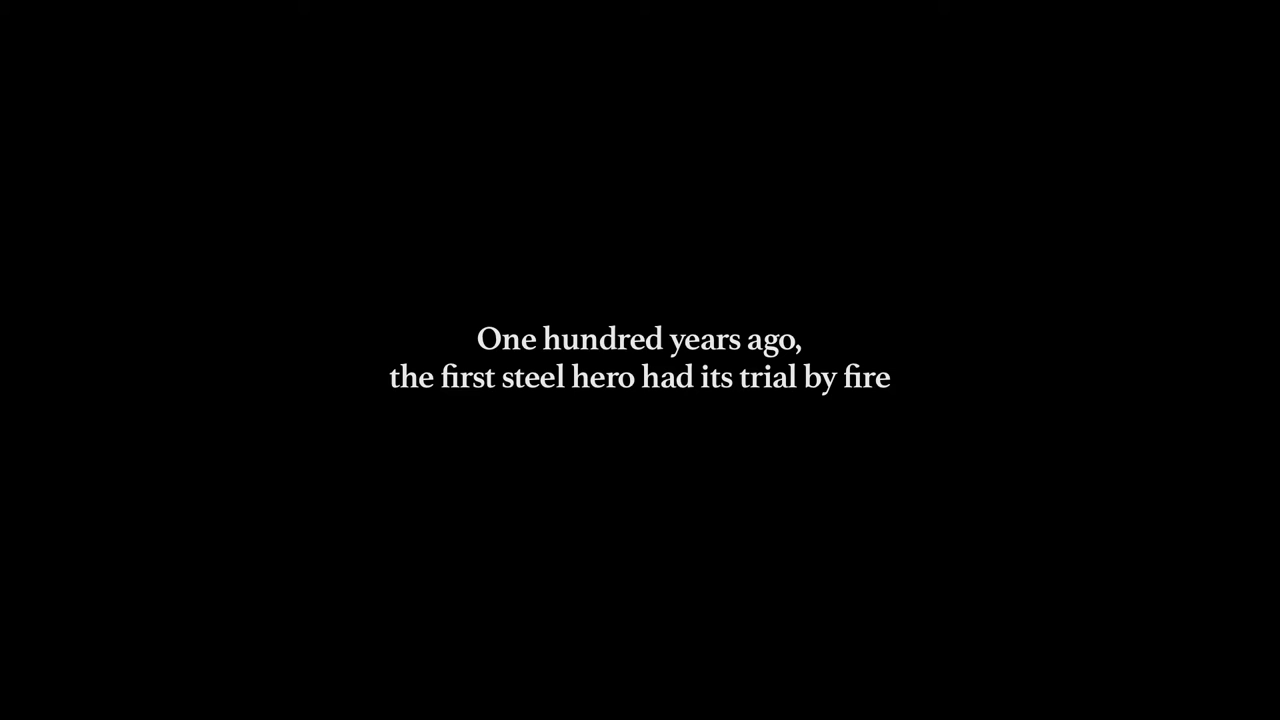 One hundred years ago,
the first steel hero had its trial by fire